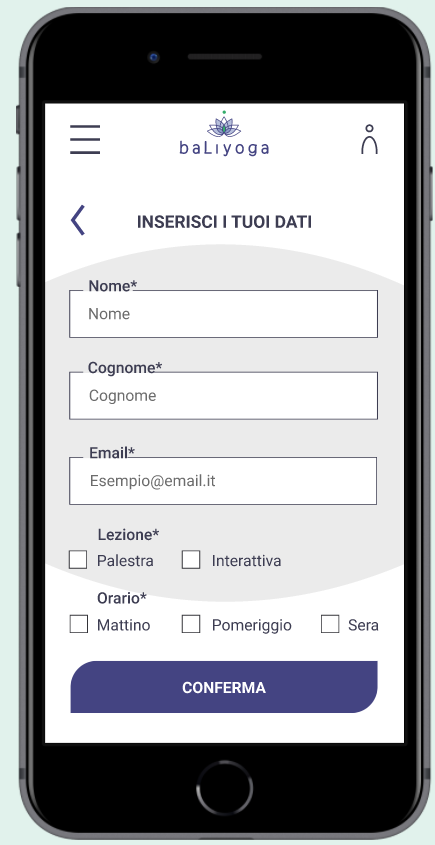 baLıyoga
INSERISCI I TUOI DATI
Nome*
Nome
Cognome*
Cognome
Email*
Esempio@email.it
Lezione*
Palestra Interattiva
Orario*
Mattino Pomeriggio Sera
CONFERMA